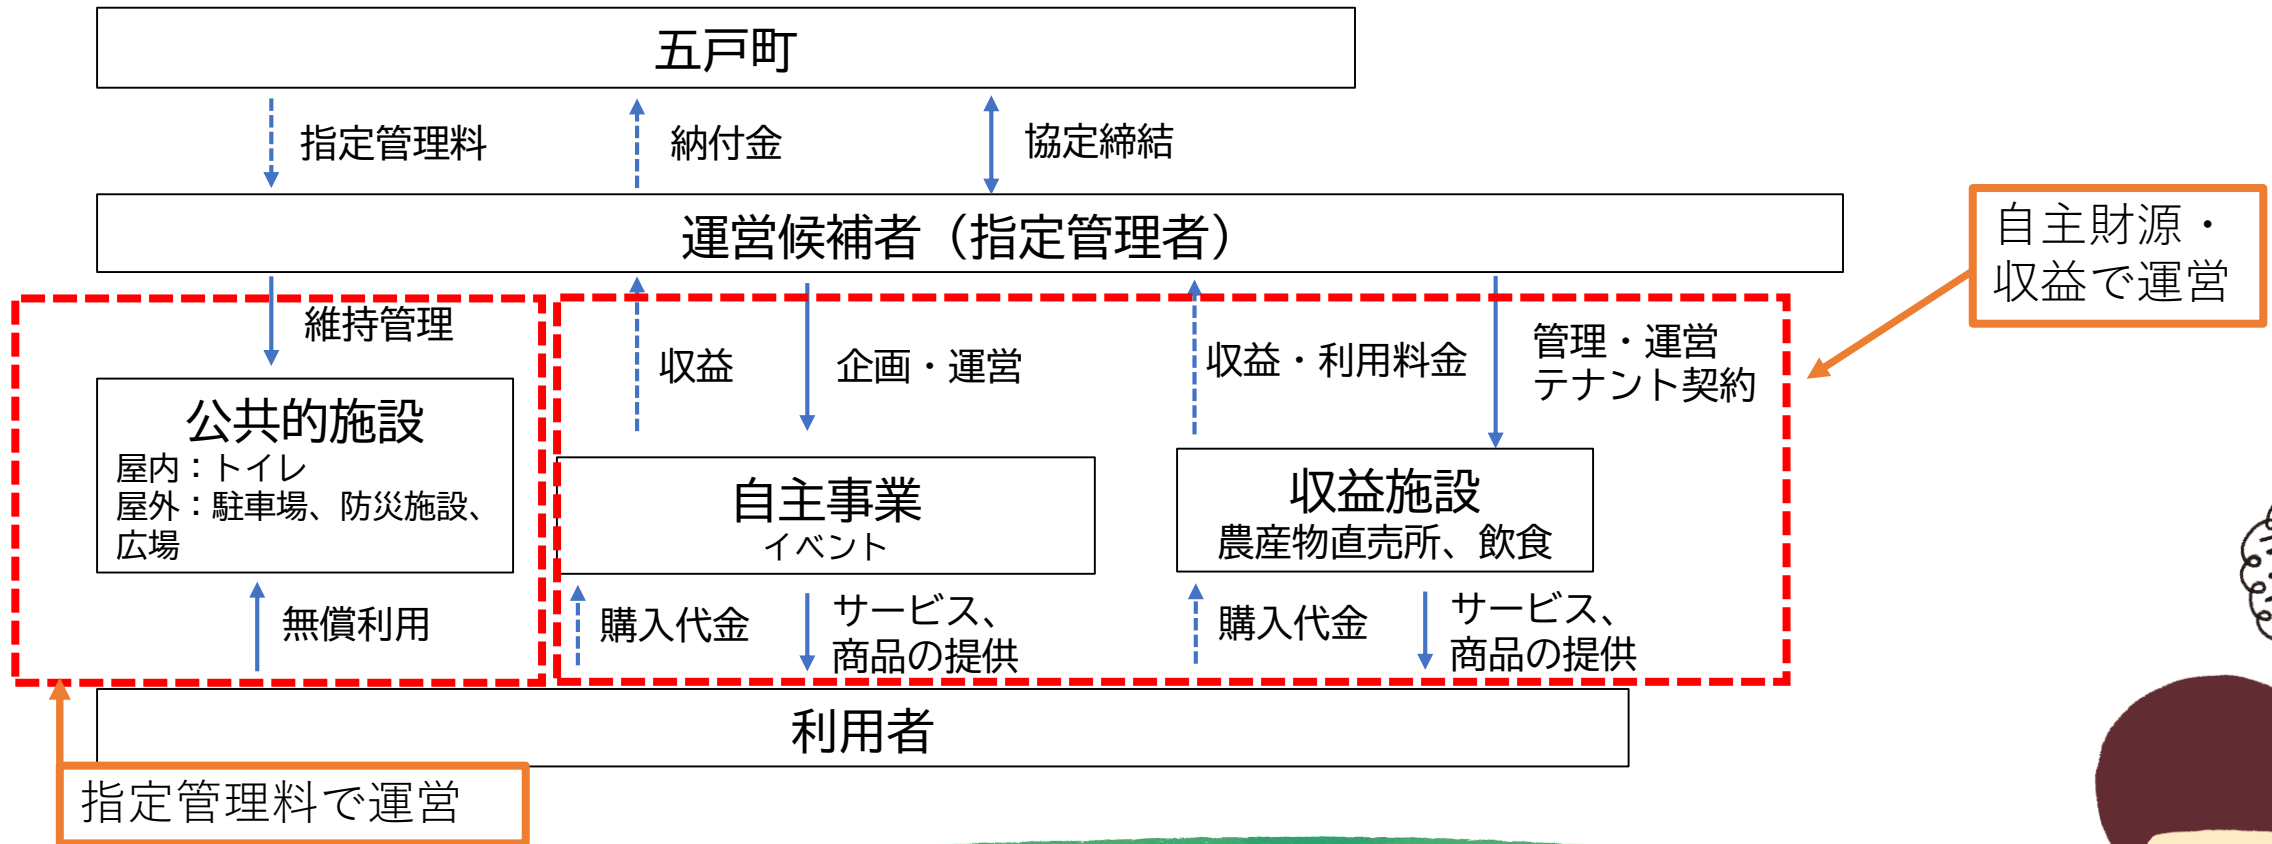 五戸町
指定管理料
納付金
協定締結
運営候補者（指定管理者）
自主財源・
収益で運営
維持管理
収益
企画・運営
収益・利用料金
管理・運営
テナント契約
公共的施設
屋内：トイレ
屋外：駐車場、防災施設、
広場
自主事業
イベント
収益施設
農産物直売所、飲食
無償利用
購入代金
サービス、
商品の提供
購入代金
サービス、
商品の提供
利用者
指定管理料で運営